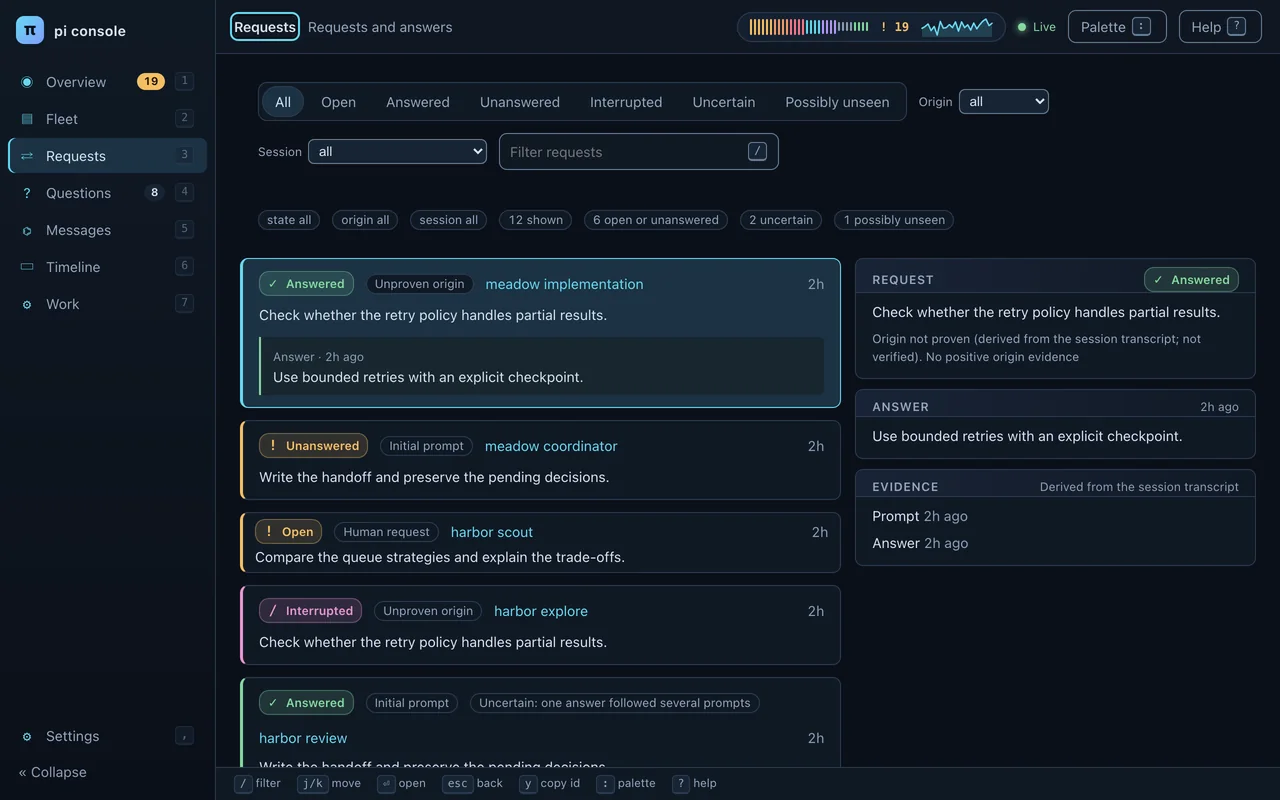 π pi console
Overview 19 1
Fleet 2
Requests 3
Questions 8 4
Messages 5
Timeline 6
Work 7
Settings ,
« Collapse
Requests Requests and answers
! 19 Live Palette : Help ?
All Open Answered Unanswered Interrupted Uncertain Possibly unseen Origin all
Session all Filter requests /
state all origin all session all 12 shown 6 open or unanswered 2 uncertain 1 possibly unseen
✓ Answered Unproven origin meadow implementation 2h
Check whether the retry policy handles partial results.
Answer · 2h ago
Use bounded retries with an explicit checkpoint.
! Unanswered Initial prompt meadow coordinator 2h
Write the handoff and preserve the pending decisions.
! Open Human request harbor scout 2h
Compare the queue strategies and explain the trade-offs.
/ Interrupted Unproven origin harbor explore 2h
Check whether the retry policy handles partial results.
✓ Answered Initial prompt Uncertain: one answer followed several prompts
harbor review 2h
Write the handoff and preserve the pending decisions.
REQUEST ✓ Answered
Check whether the retry policy handles partial results.
Origin not proven (derived from the session transcript; not
verified). No positive origin evidence
ANSWER 2h ago
Use bounded retries with an explicit checkpoint.
EVIDENCE Derived from the session transcript
Prompt 2h ago
Answer 2h ago
/ filter j/k move ⏎ open esc back y copy id : palette ? help